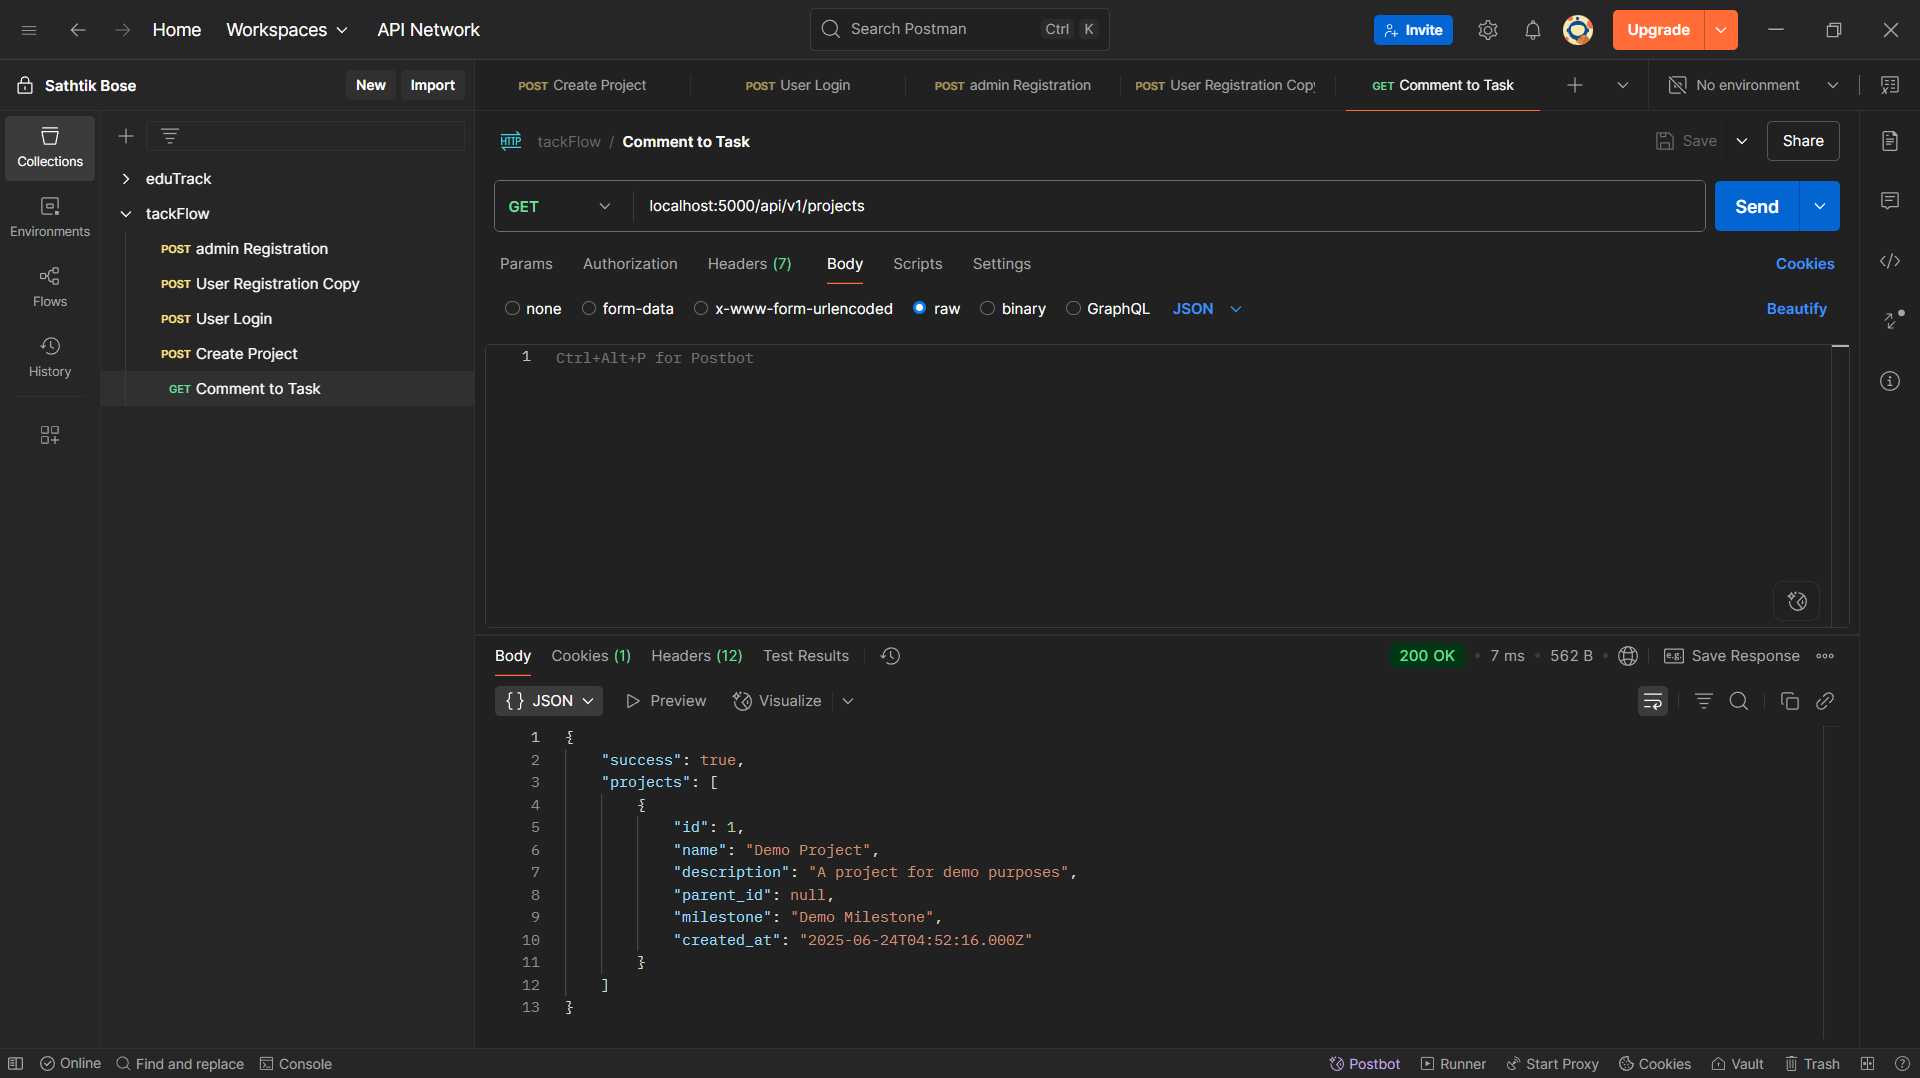 Home
Workspaces
API Network
Search Postman
Ctrl K
Invite
Upgrade
Sathtik Bose
New
Import
POST Create Project
POST User Login
POST admin Registration
POST User Registration Copy
GET Comment to Task
No environment
Collections
Environments
Flows
History
eduTrack
tackFlow
POST admin Registration
POST User Registration Copy
POST User Login
POST Create Project
GET Comment to Task
HTTP tackFlow / Comment to Task
Save
Share
GET localhost:5000/api/v1/projects
Send
Params Authorization Headers (7) Body Scripts Settings
Cookies
none form-data x-www-form-urlencoded raw binary GraphQL JSON
Beautify
1 Ctrl+Alt+P for Postbot
Body Cookies (1) Headers (12) Test Results
200 OK • 7 ms • 562 B
e.g. Save Response
{} JSON Preview Visualize
1 {
2 "success": true,
3 "projects": [
4 {
5 "id": 1,
6 "name": "Demo Project",
7 "description": "A project for demo purposes",
8 "parent_id": null,
9 "milestone": "Demo Milestone",
10 "created_at": "2025-06-24T04:52:16.000Z"
11 }
12 ]
13 }
Online Find and replace Console
Postbot Runner Start Proxy Cookies Vault Trash